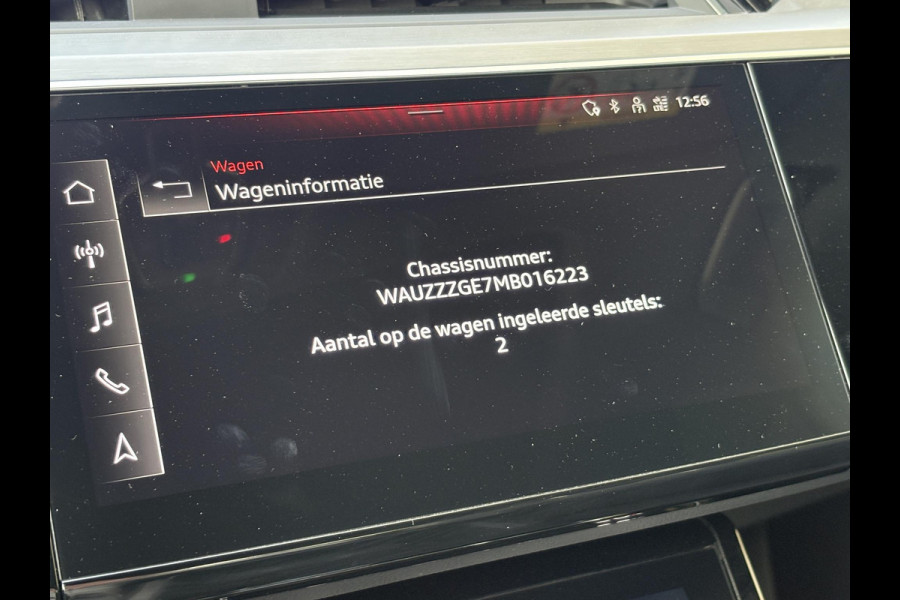 12:56
Wagen
Wageninformatie
Chassisnummer:
WAUZZZGE7MB016223
Aantal op de wagen ingeleerde sleutels:
2